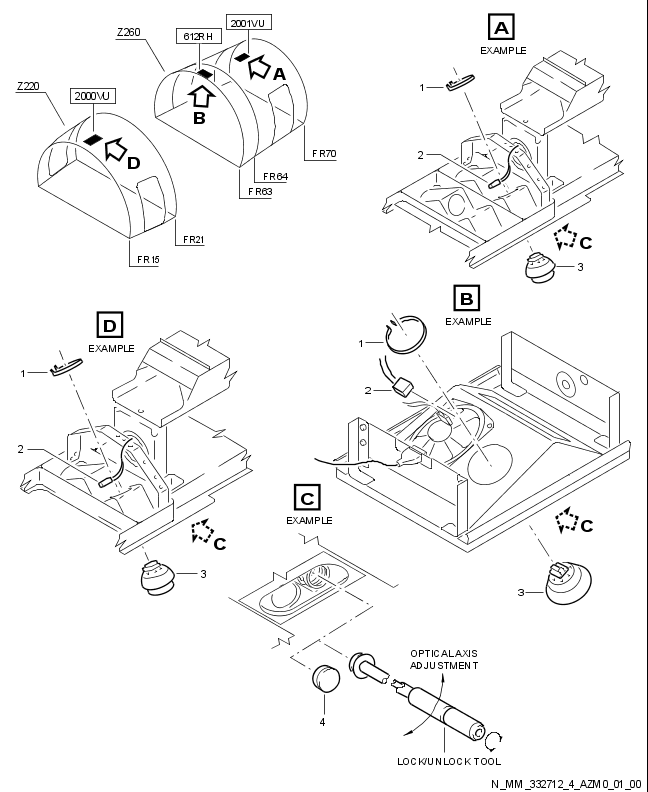 Z260
612RH
2001VU
A
B
FR70
FR64
FR63
Z220
2000VU
D
FR21
FR15
A
EXAMPLE
1
2
C
3
B
EXAMPLE
1
2
C
3
D
EXAMPLE
1
2
C
3
C
EXAMPLE
4
OPTICAL AXIS
ADJUSTMENT
LOCK/UNLOCK TOOL
N_MM_332712_4_AZM0_01_00